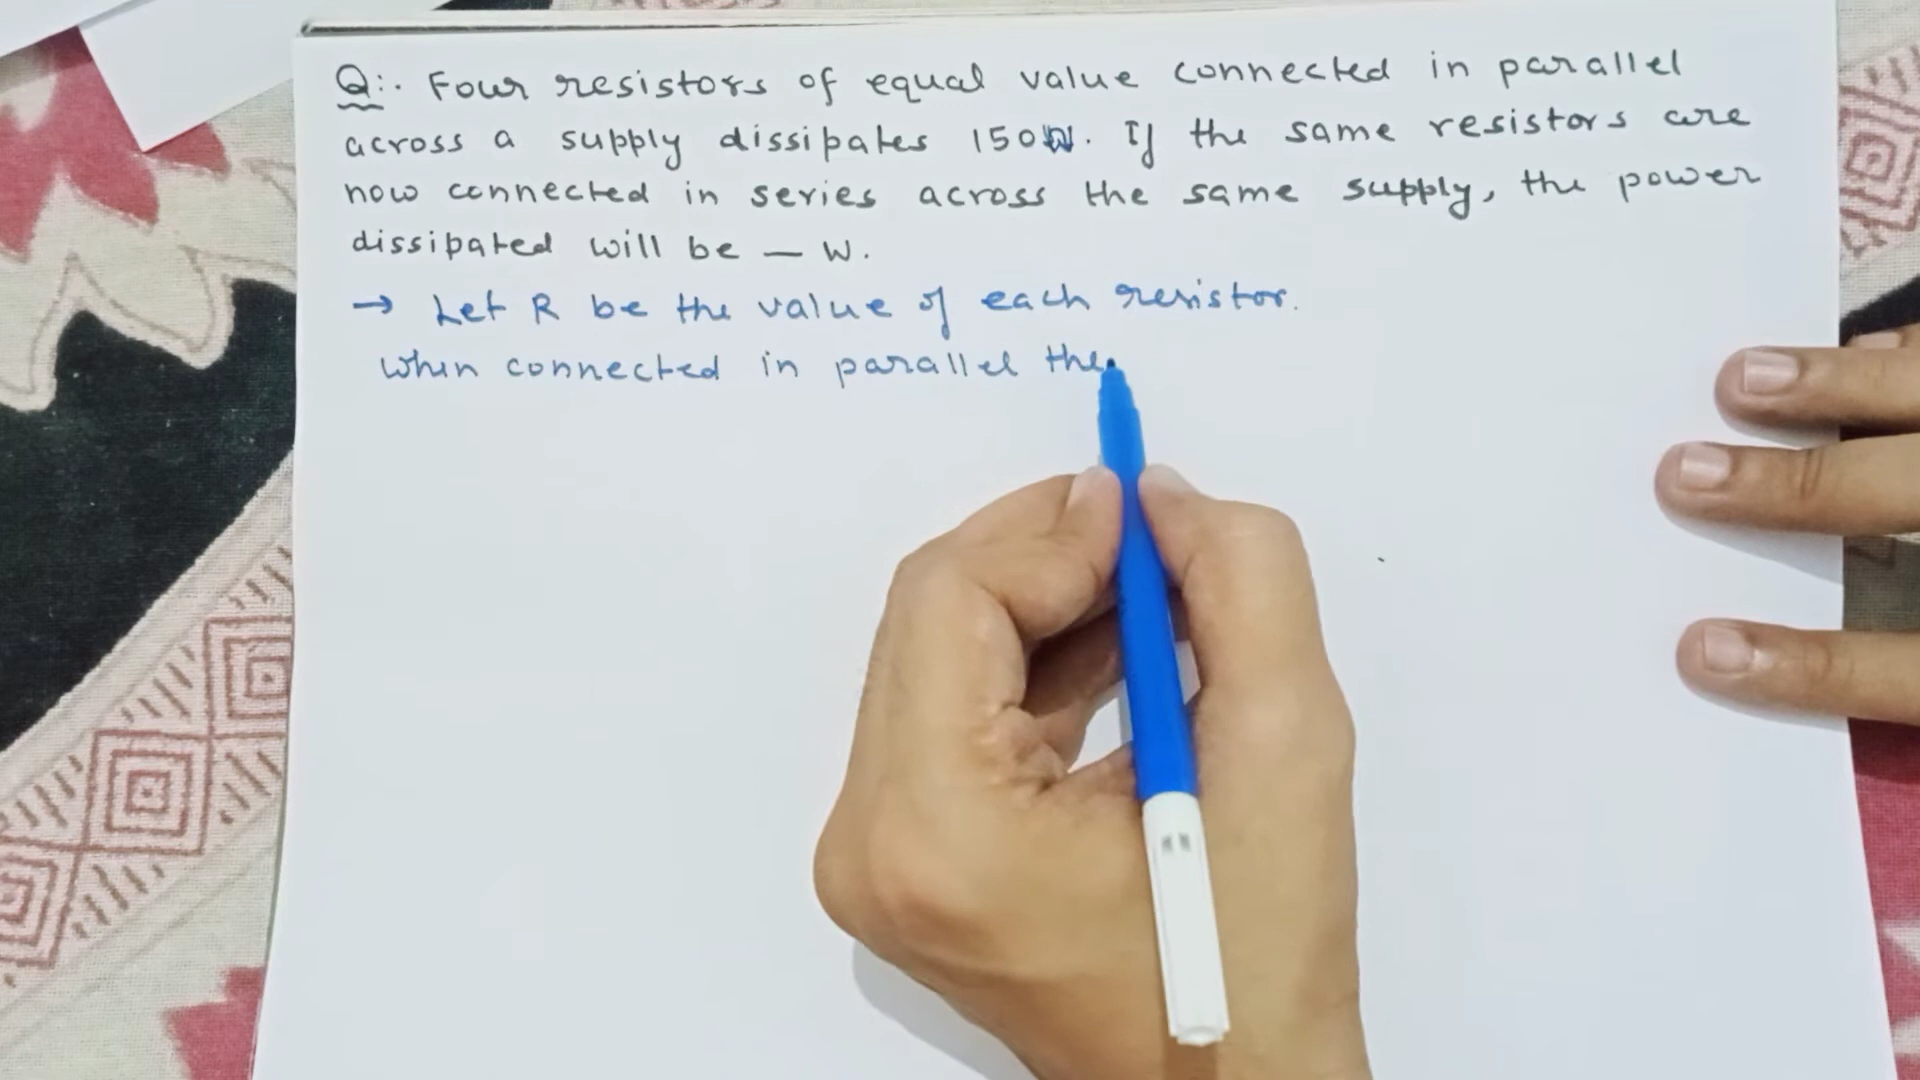 Q:. Four resistors of equal value connected in parallel
across a supply dissipates 150W. If the same resistors are
now connected in series across the same supply, the power
dissipated will be — W.
→ Let R be the value of each resistor.
When connected in parallel the